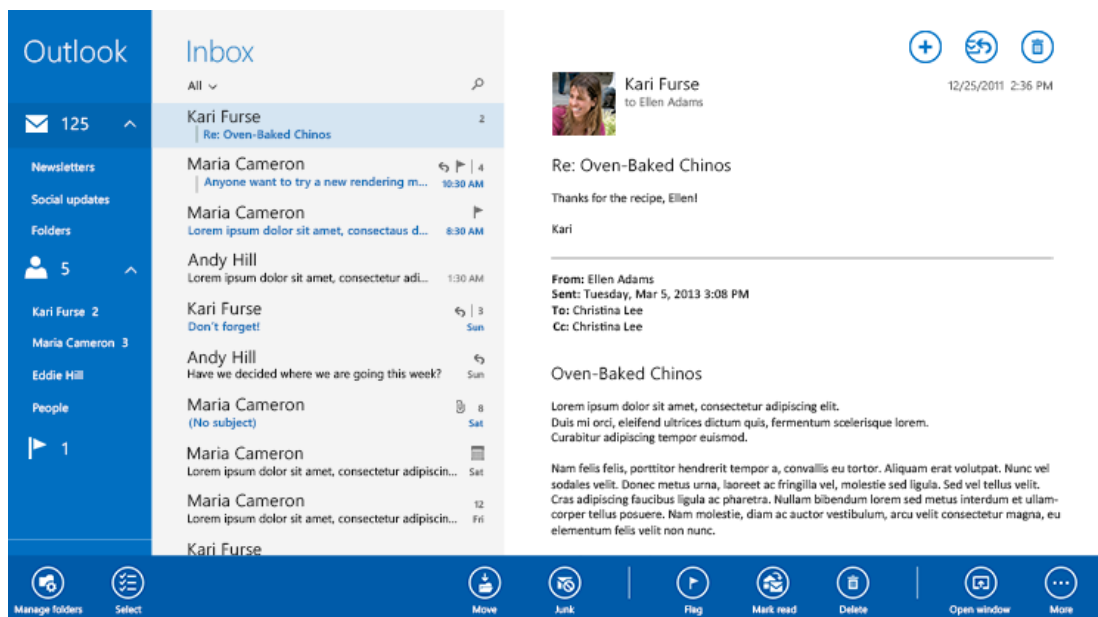 Outlook
125
Newsletters
Social updates
Folders
5
Kari Furse 2
Maria Cameron 3
Eddie Hill
People
1
Inbox
All
Kari Furse 2
Re: Oven-Baked Chinos
Maria Cameron 4
Anyone want to try a new rendering m... 10:30 AM
Maria Cameron
Lorem ipsum dolor sit amet, consectaus d... 8:30 AM
Andy Hill
Lorem ipsum dolor sit amet, consectetur adi... 1:30 AM
Kari Furse 3
Don't forget! Sun
Andy Hill
Have we decided where we are going this week? Sun
Maria Cameron 8
(No subject) Sat
Maria Cameron
Lorem ipsum dolor sit amet, consectetur adipiscin... Sat
Maria Cameron 12
Lorem ipsum dolor sit amet, consectetur adipiscin... Fri
Kari Furse
Kari Furse 12/25/2011 2:36 PM
to Ellen Adams
Re: Oven-Baked Chinos
Thanks for the recipe, Ellen!
Kari
From: Ellen Adams
Sent: Tuesday, Mar 5, 2013 3:08 PM
To: Christina Lee
Cc: Christina Lee
Oven-Baked Chinos
Lorem ipsum dolor sit amet, consectetur adipiscing elit.
Duis mi orci, eleifend ultrices dictum quis, fermentum scelerisque lorem.
Curabitur adipiscing tempor euismod.
Nam felis felis, porttitor hendrerit tempor a, convallis eu tortor. Aliquam erat volutpat. Nunc vel
sodales velit. Donec metus urna, laoreet ac fringilla vel, molestie sed ligula. Sed vel tellus velit.
Cras adipiscing faucibus ligula ac pharetra. Nullam bibendum lorem sed metus interdum et ullam-
corper tellus posuere. Nam molestie, diam ac auctor vestibulum, arcu velit consectetur magna, eu
elementum felis velit non nunc.
Manage folders
Select
Move
Junk
Flag
Mark read
Delete
Open window
More